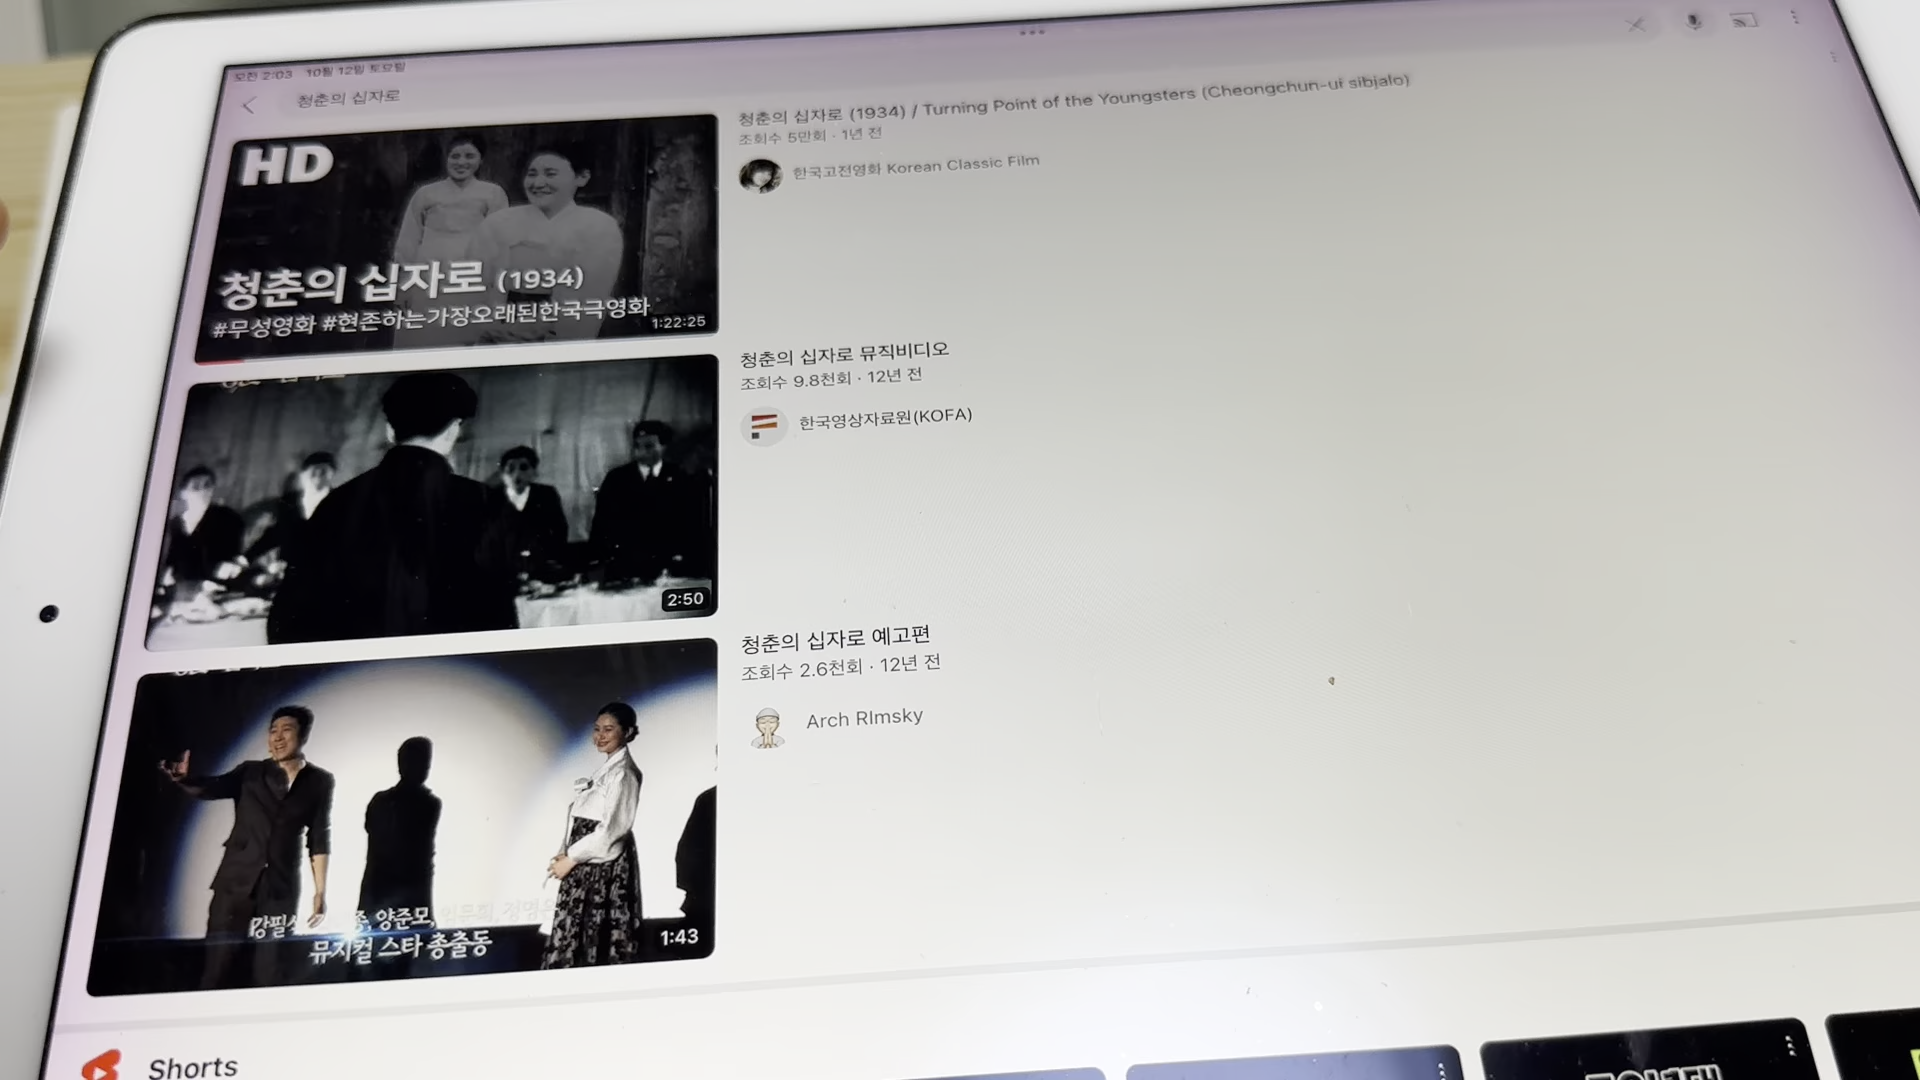 오전 2:03 10월 12일 토요일
청춘의 십자로
HD
청춘의 십자로 (1934)
#무성영화 #현존하는가장오래된한국극영화
1:22:25
청춘의 십자로 (1934) / Turning Point of the Youngsters (Cheongchun-ui sibjalo)
조회수 5만회 · 1년 전
한국고전영화 Korean Classic Film
2:50
청춘의 십자로 뮤직비디오
조회수 9.8천회 · 12년 전
한국영상자료원(KOFA)
양준모,
뮤지컬 스타 총출동
1:43
청춘의 십자로 예고편
조회수 2.6천회 · 12년 전
Arch RImsky
Shorts